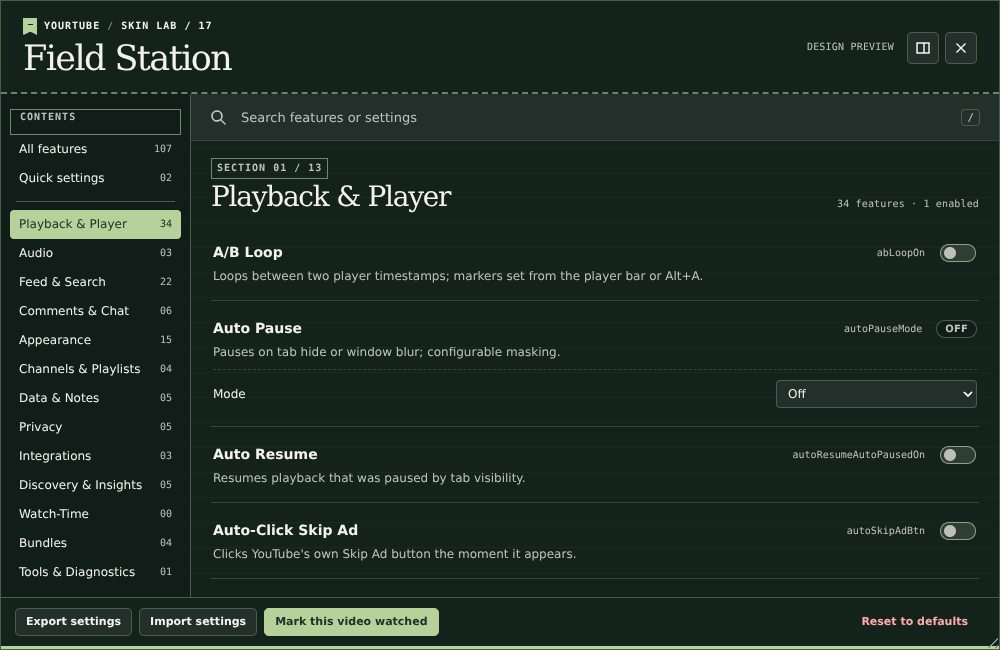 YOURTUBE / SKIN LAB / 17
Field Station
DESIGN PREVIEW
CONTENTS
All features 107
Quick settings 02
Playback & Player 34
Audio 03
Feed & Search 22
Comments & Chat 06
Appearance 15
Channels & Playlists 04
Data & Notes 05
Privacy 05
Integrations 03
Discovery & Insights 05
Watch-Time 00
Bundles 04
Tools & Diagnostics 01
Search features or settings /
SECTION 01 / 13
Playback & Player
34 features · 1 enabled
A/B Loop abLoopOn
Loops between two player timestamps; markers set from the player bar or Alt+A.
Auto Pause autoPauseMode OFF
Pauses on tab hide or window blur; configurable masking.
Mode Off
Auto Resume autoResumeAutoPausedOn
Resumes playback that was paused by tab visibility.
Auto-Click Skip Ad autoSkipAdBtn
Clicks YouTube's own Skip Ad button the moment it appears.
Export settings Import settings Mark this video watched Reset to defaults